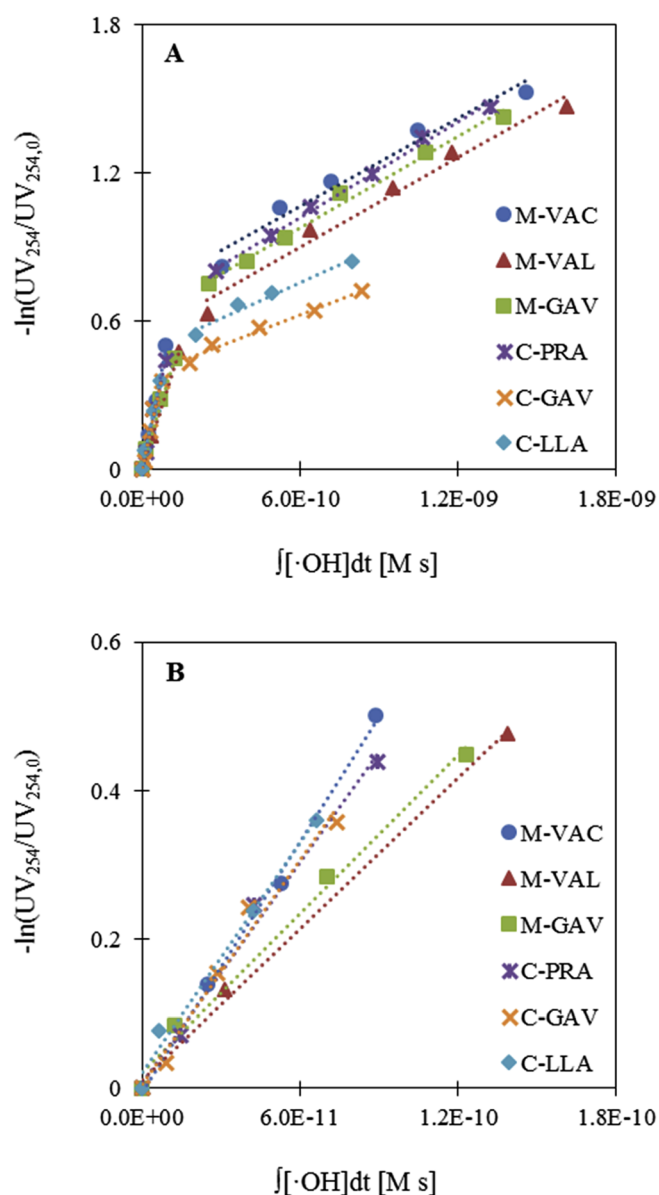 A
1.8
1.2
0.6
0
-ln(UV254/UV254,0)
M-VAC
M-VAL
M-GAV
C-PRA
C-GAV
C-LLA
0.0E+00 6.0E-10 1.2E-09 1.8E-09
∫[·OH]dt [M s]
B
0.6
0.4
0.2
0
-ln(UV254/UV254,0)
M-VAC
M-VAL
M-GAV
C-PRA
C-GAV
C-LLA
0.0E+00 6.0E-11 1.2E-10 1.8E-10
∫[·OH]dt [M s]